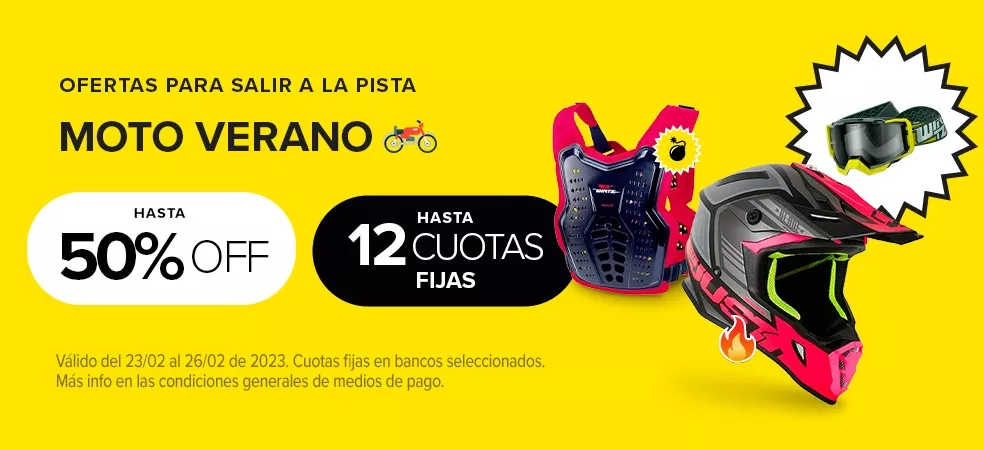 OFERTAS PARA SALIR A LA PISTA
MOTO VERANO
HASTA
50% OFF
HASTA
12 CUOTAS
FIJAS
Válido del 23/02 al 26/02 de 2023. Cuotas fijas en bancos seleccionados.
Más info en las condiciones generales de medios de pago.